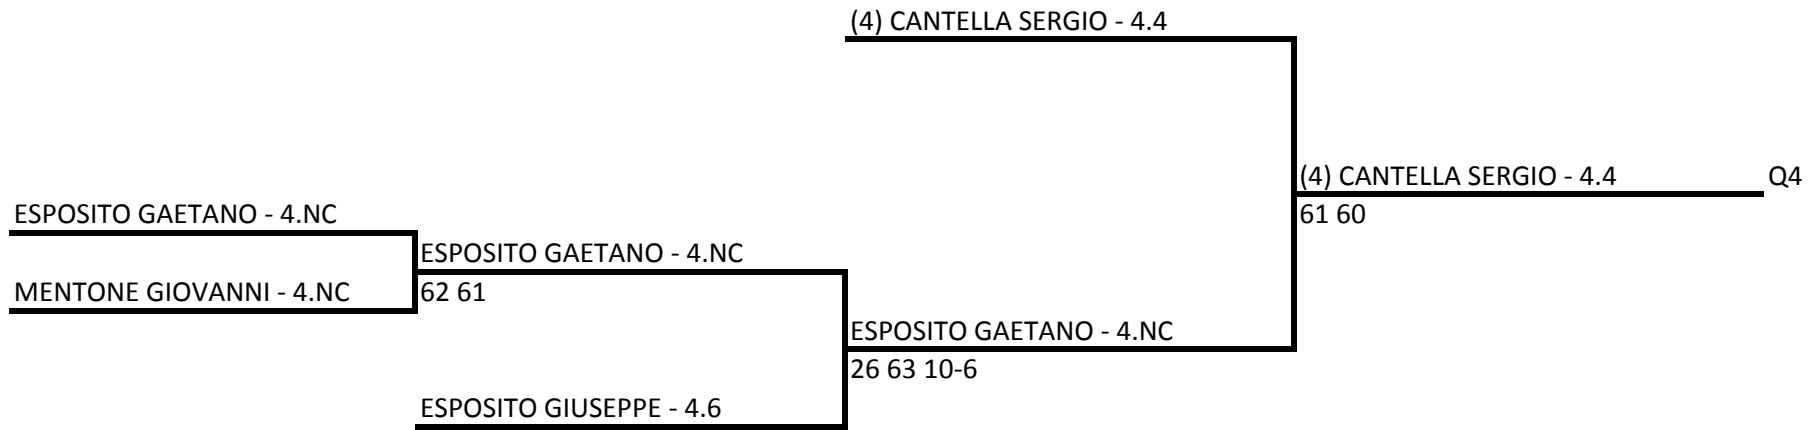 (4) CANTELLA SERGIO - 4.4
(4) CANTELLA SERGIO - 4.4
Q4
61 60
ESPOSITO GAETANO - 4.NC
ESPOSITO GAETANO - 4.NC
MENTONE GIOVANNI - 4.NC
62 61
ESPOSITO GAETANO - 4.NC
26 63 10-6
ESPOSITO GIUSEPPE - 4.6